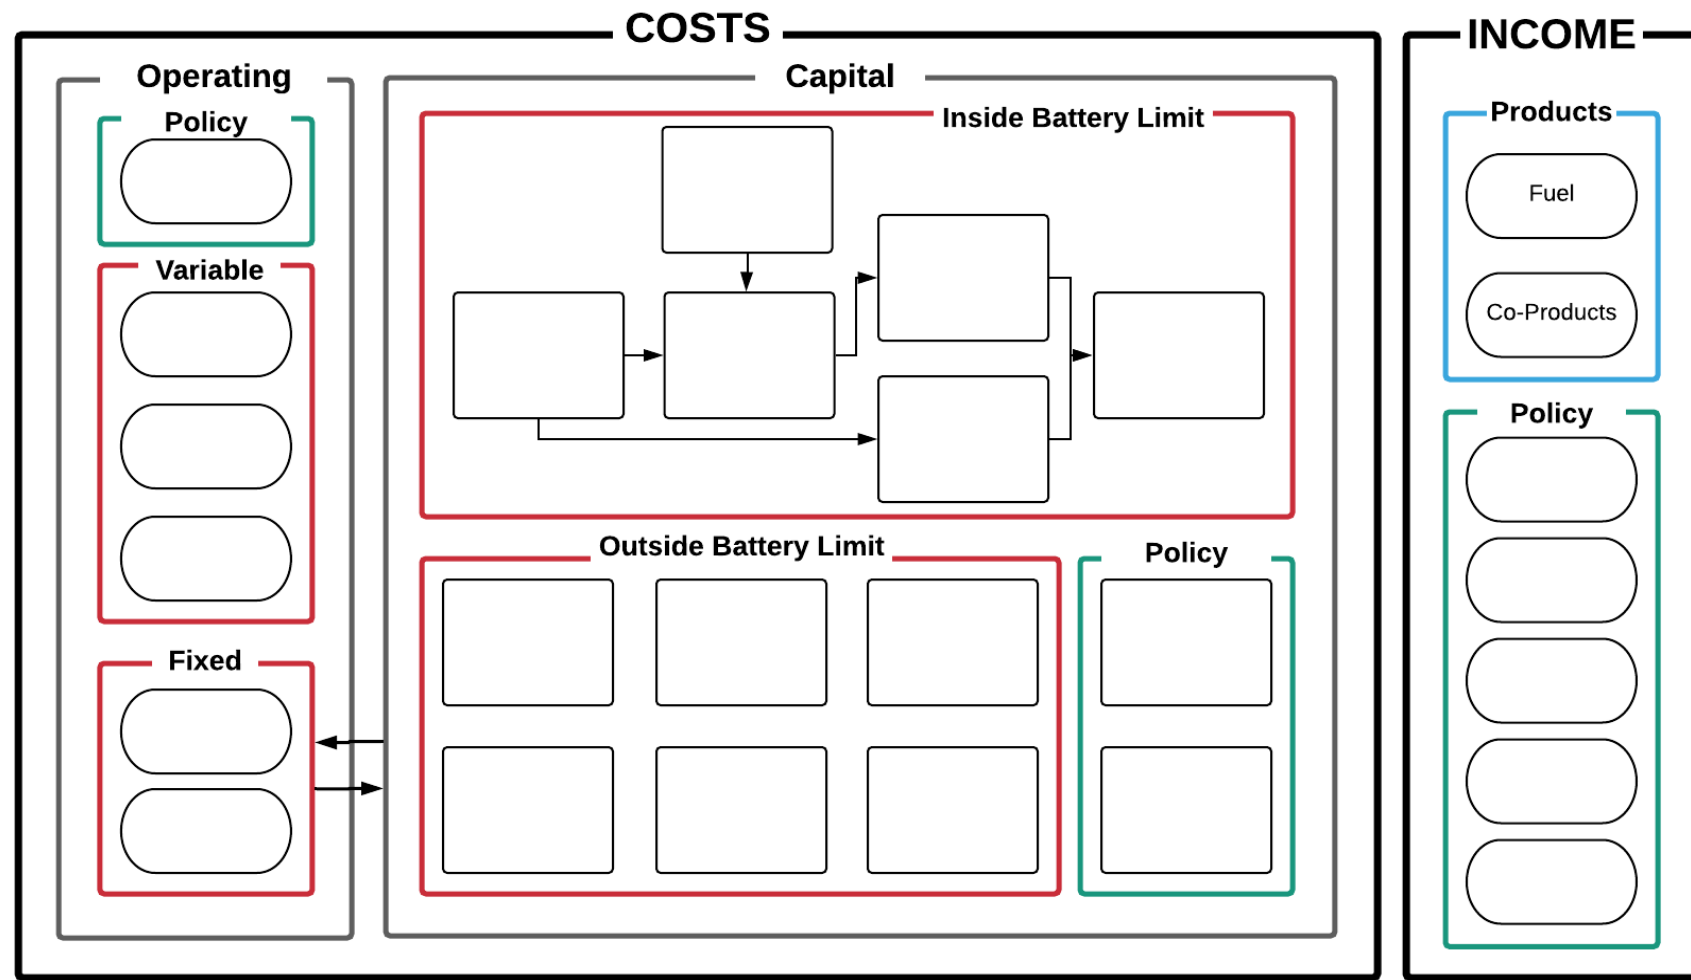 COSTS
Operating
Policy
Variable
Fixed
Capital
Inside Battery Limit
Outside Battery Limit
Policy
INCOME
Products
Fuel
Co-Products
Policy